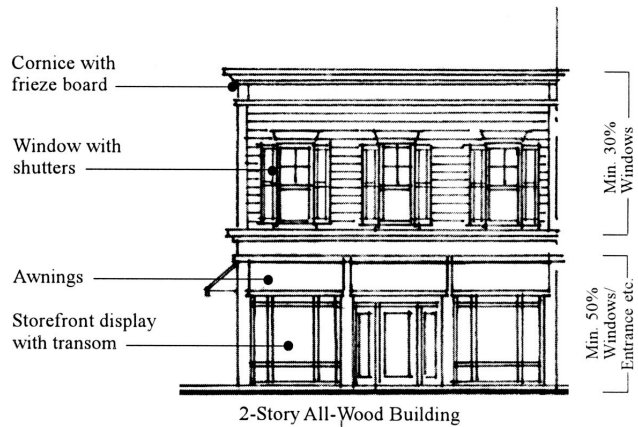 Cornice with
frieze board
Window with
shutters
Awnings
Storefront display
with transom
Min. 30%
Windows
Min. 50%
Windows/
Entrance etc.
2-Story All-Wood Building